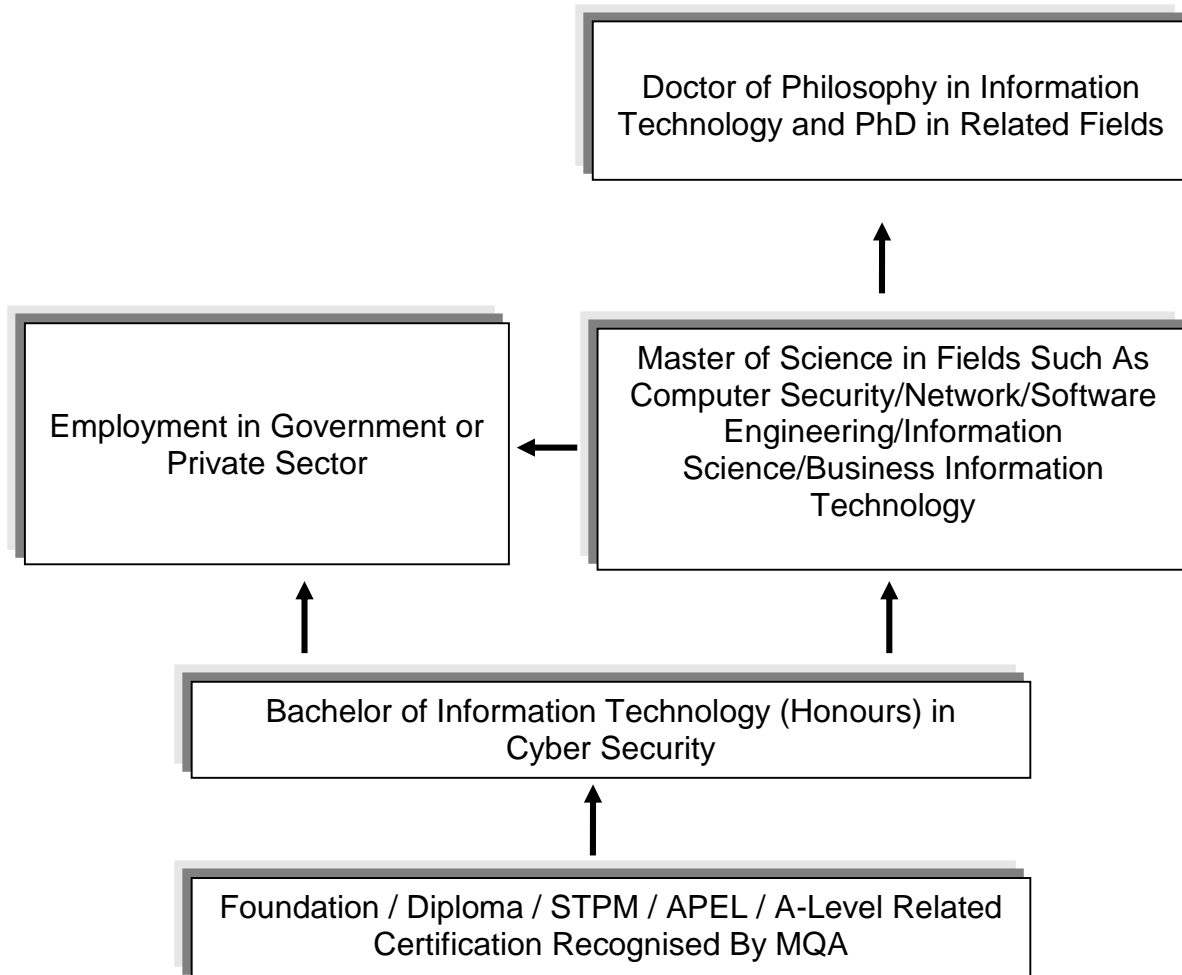 Doctor of Philosophy in Information
Technology and PhD in Related Fields
Employment in Government or
Private Sector
Master of Science in Fields Such As
Computer Security/Network/Software
Engineering/Information
Science/Business Information
Technology
Bachelor of Information Technology (Honours) in
Cyber Security
Foundation / Diploma / STPM / APEL / A-Level Related
Certification Recognised By MQA